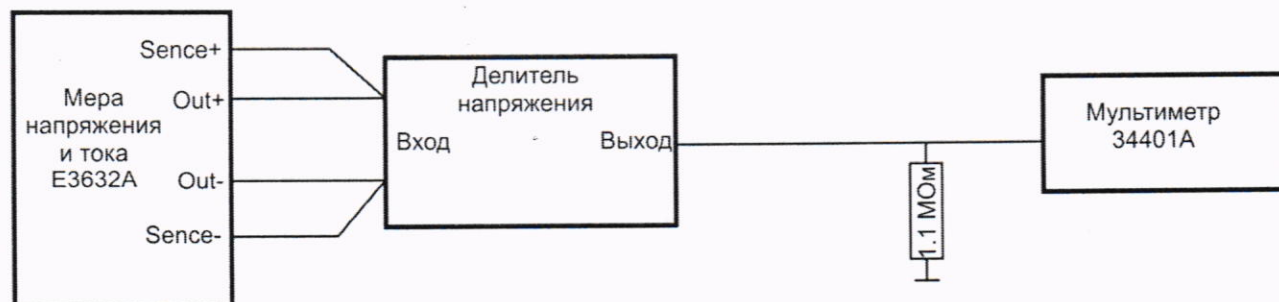 Sence+
Мера
напряжения
и тока
E3632A
Out+
Out-
Sence-
Делитель
напряжения
Вход
Выход
1.1 МОм
Мультиметр
34401A